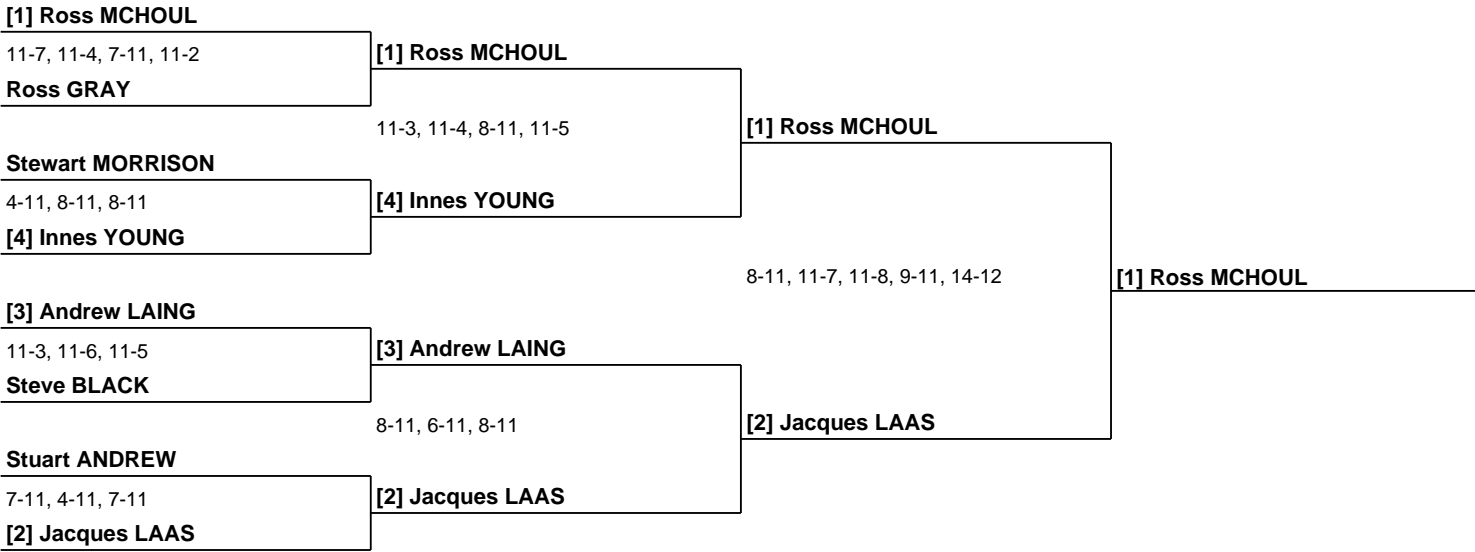 [1] Ross MCHOUL
11-7, 11-4, 7-11, 11-2
Ross GRAY
[1] Ross MCHOUL
11-3, 11-4, 8-11, 11-5
[1] Ross MCHOUL
Stewart MORRISON
4-11, 8-11, 8-11
[4] Innes YOUNG
[4] Innes YOUNG
8-11, 11-7, 11-8, 9-11, 14-12
[1] Ross MCHOUL
[3] Andrew LAING
11-3, 11-6, 11-5
Steve BLACK
[3] Andrew LAING
8-11, 6-11, 8-11
[2] Jacques LAAS
Stuart ANDREW
7-11, 4-11, 7-11
[2] Jacques LAAS
[2] Jacques LAAS